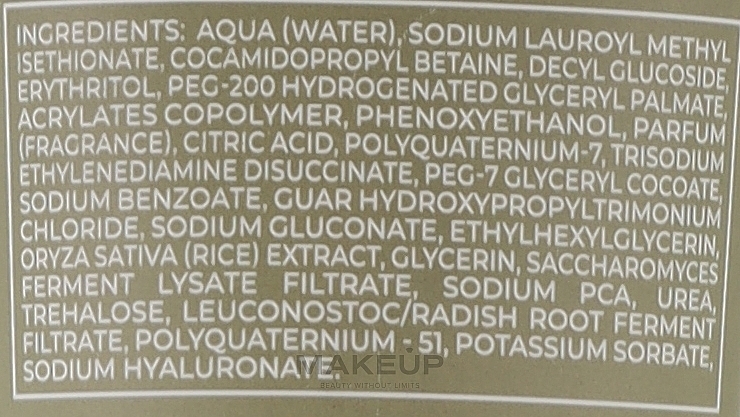 INGREDIENTS: AQUA (WATER), SODIUM LAUROYL METHYL
ISETHIONATE, COCAMIDOPROPYL BETAINE, DECYL GLUCOSIDE,
ERYTHRITOL, PEG-200 HYDROGENATED GLYCERYL PALMATE,
ACRYLATES COPOLYMER, PHENOXYETHANOL, PARFUM
(FRAGRANCE), CITRIC ACID, POLYQUATERNIUM-7, TRISODIUM
ETHYLENEDIAMINE DISUCCINATE, PEG-7 GLYCERYL COCOATE,
SODIUM BENZOATE, GUAR HYDROXYPROPYLTRIMONIUM
CHLORIDE, SODIUM GLUCONATE, ETHYLHEXYLGLYCERIN,
ORYZA SATIVA (RICE) EXTRACT, GLYCERIN, SACCHAROMYCES
FERMENT LYSATE FILTRATE, SODIUM PCA, UREA,
TREHALOSE, LEUCONOSTOC/RADISH ROOT FERMENT
FILTRATE, POLYQUATERNIUM - 51, POTASSIUM SORBATE,
SODIUM HYALURONATE.
MAKEUP
BEAUTY WITHOUT LIMITS